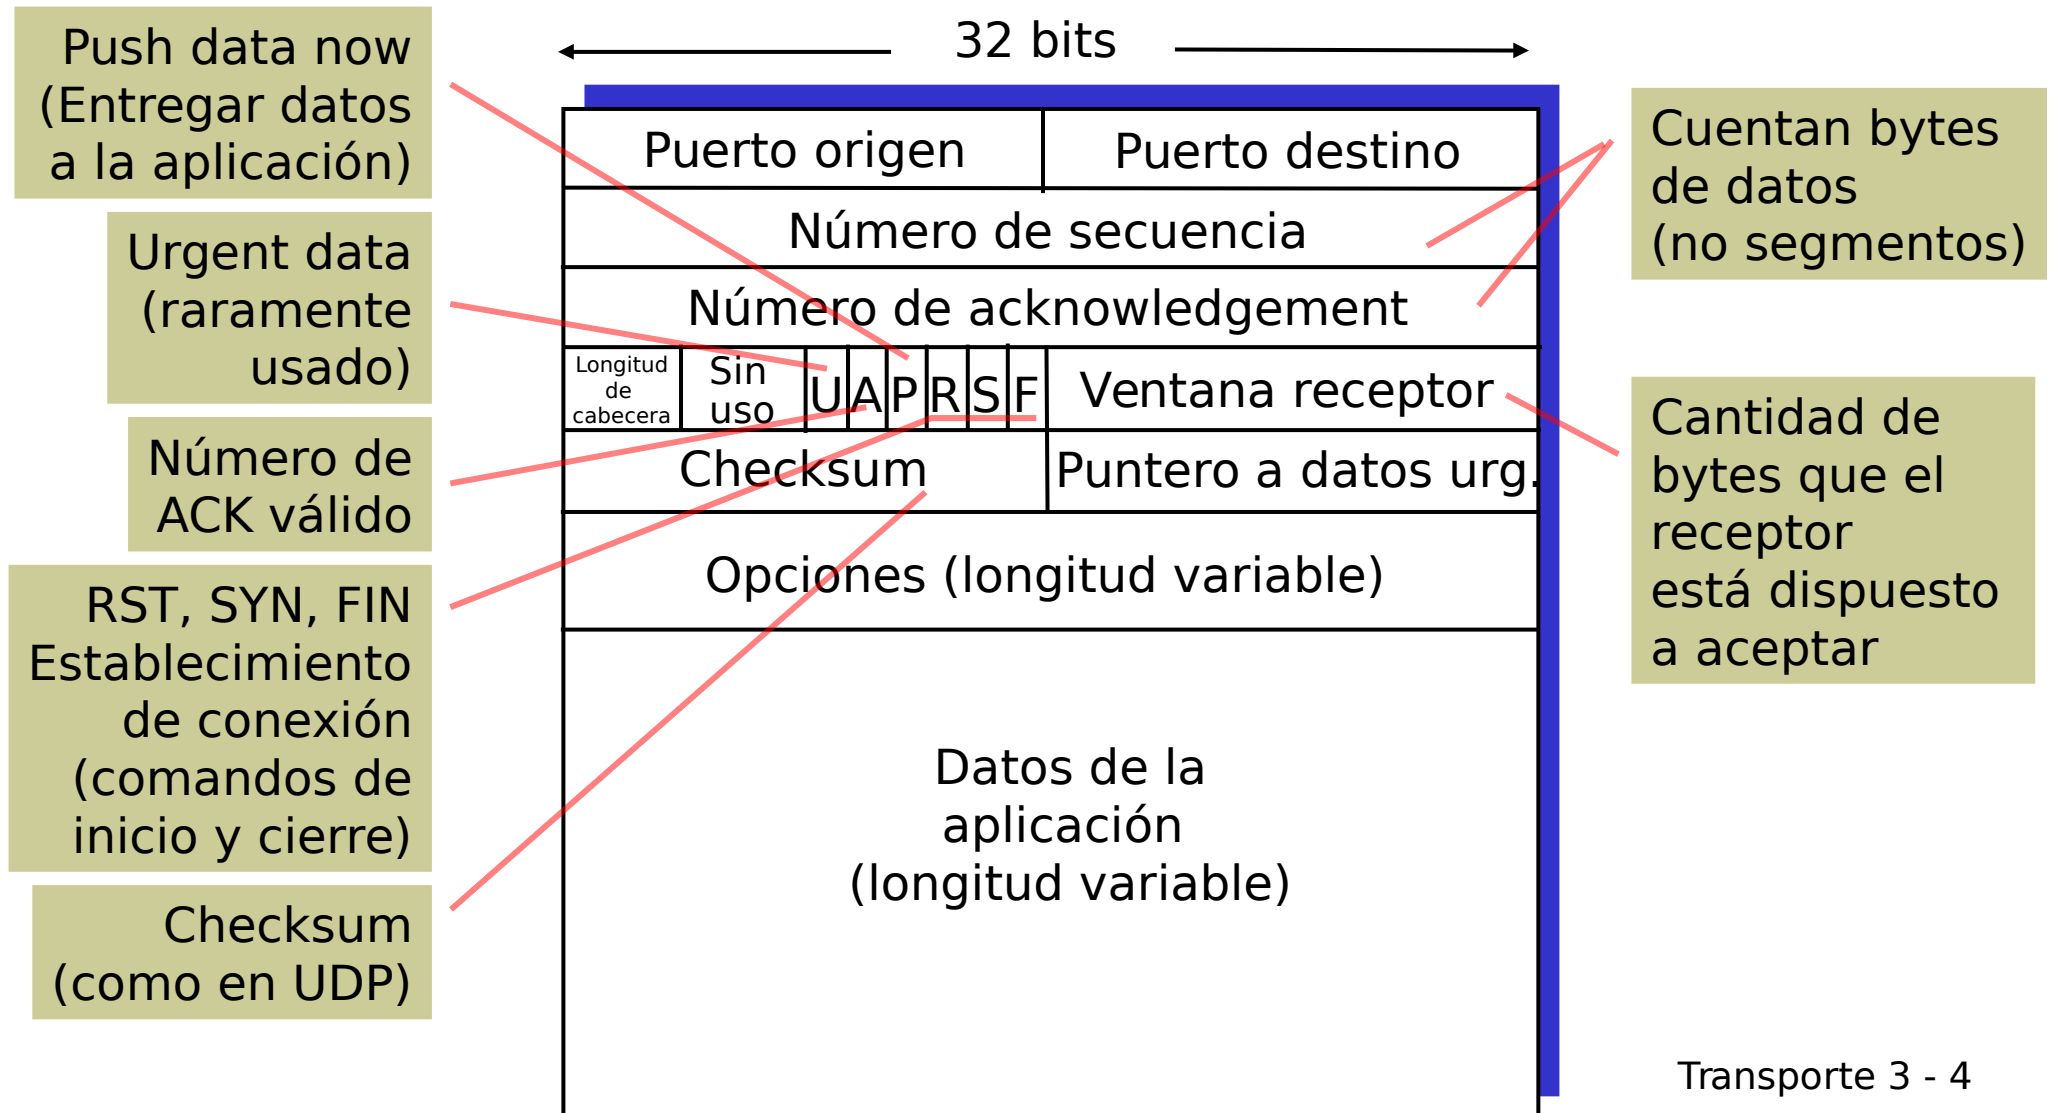 Push data now
(Entregar datos
a la aplicación)
Urgent data
(raramente
usado)
Número de
ACK válido
RST, SYN, FIN
Establecimiento
de conexión
(comandos de
inicio y cierre)
Checksum
(como en UDP)
32 bits
Puerto origen
Puerto destino
Número de secuencia
Número de acknowledgement
Longitud
de
cabecera
Sin
uso
U A P R S F
Ventana receptor
Checksum
Puntero a datos urg.
Opciones (longitud variable)
Datos de la
aplicación
(longitud variable)
Cuentan bytes
de datos
(no segmentos)
Cantidad de
bytes que el
receptor
está dispuesto
a aceptar
Transporte 3 - 4